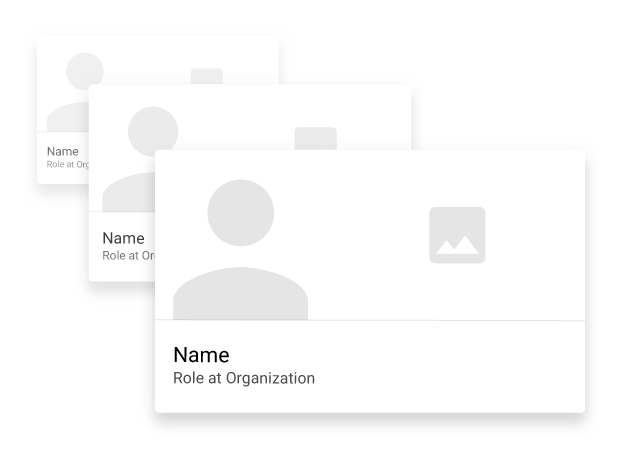 Name
Role at Org
Name
Role at Or
Name
Role at Organization